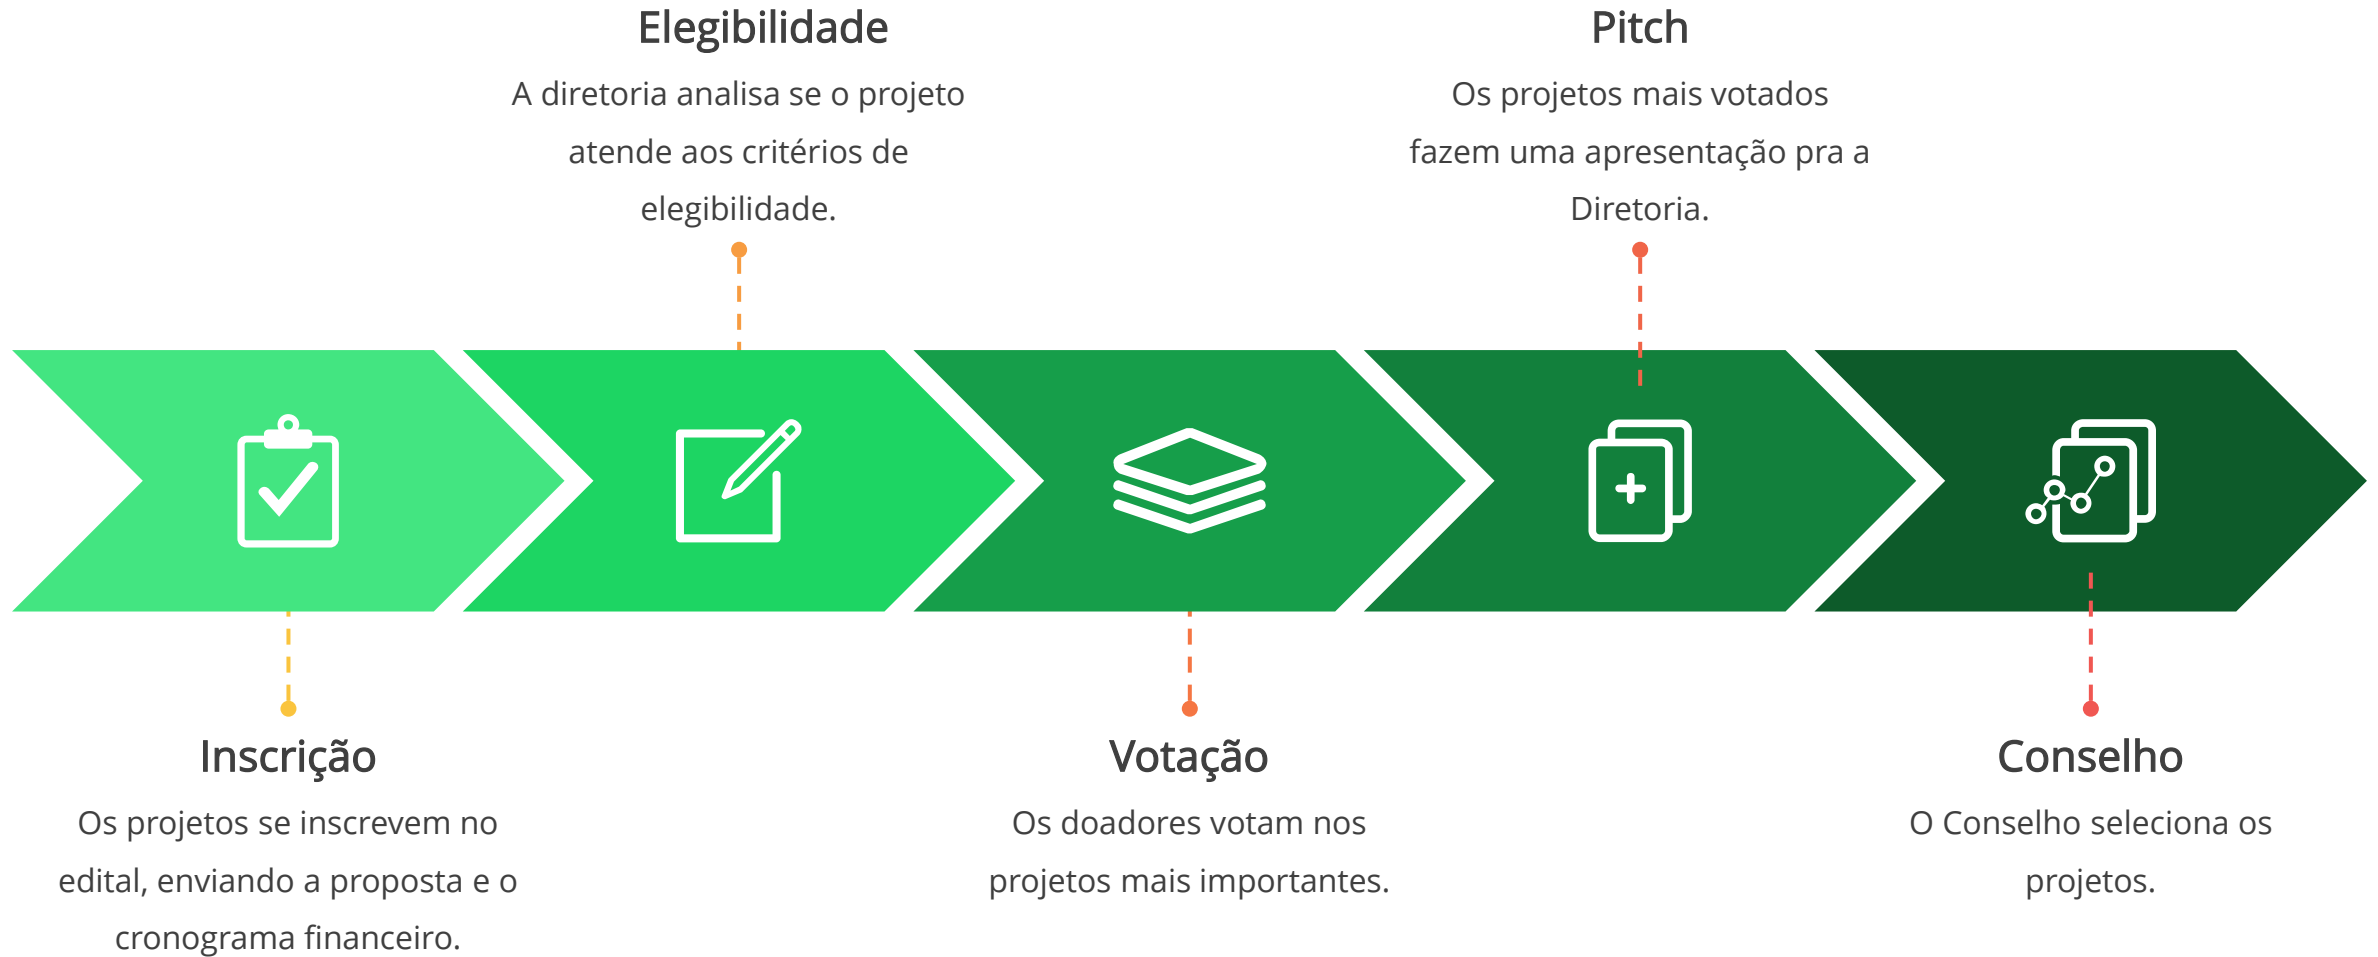 Elegibilidade
A diretoria analisa se o projeto
atende aos critérios de
elegibilidade.
Pitch
Os projetos mais votados
fazem uma apresentação pra a
Diretoria.
Inscrição
Os projetos se inscrevem no
edital, enviando a proposta e o
cronograma financeiro.
Votação
Os doadores votam nos
projetos mais importantes.
Conselho
O Conselho seleciona os
projetos.